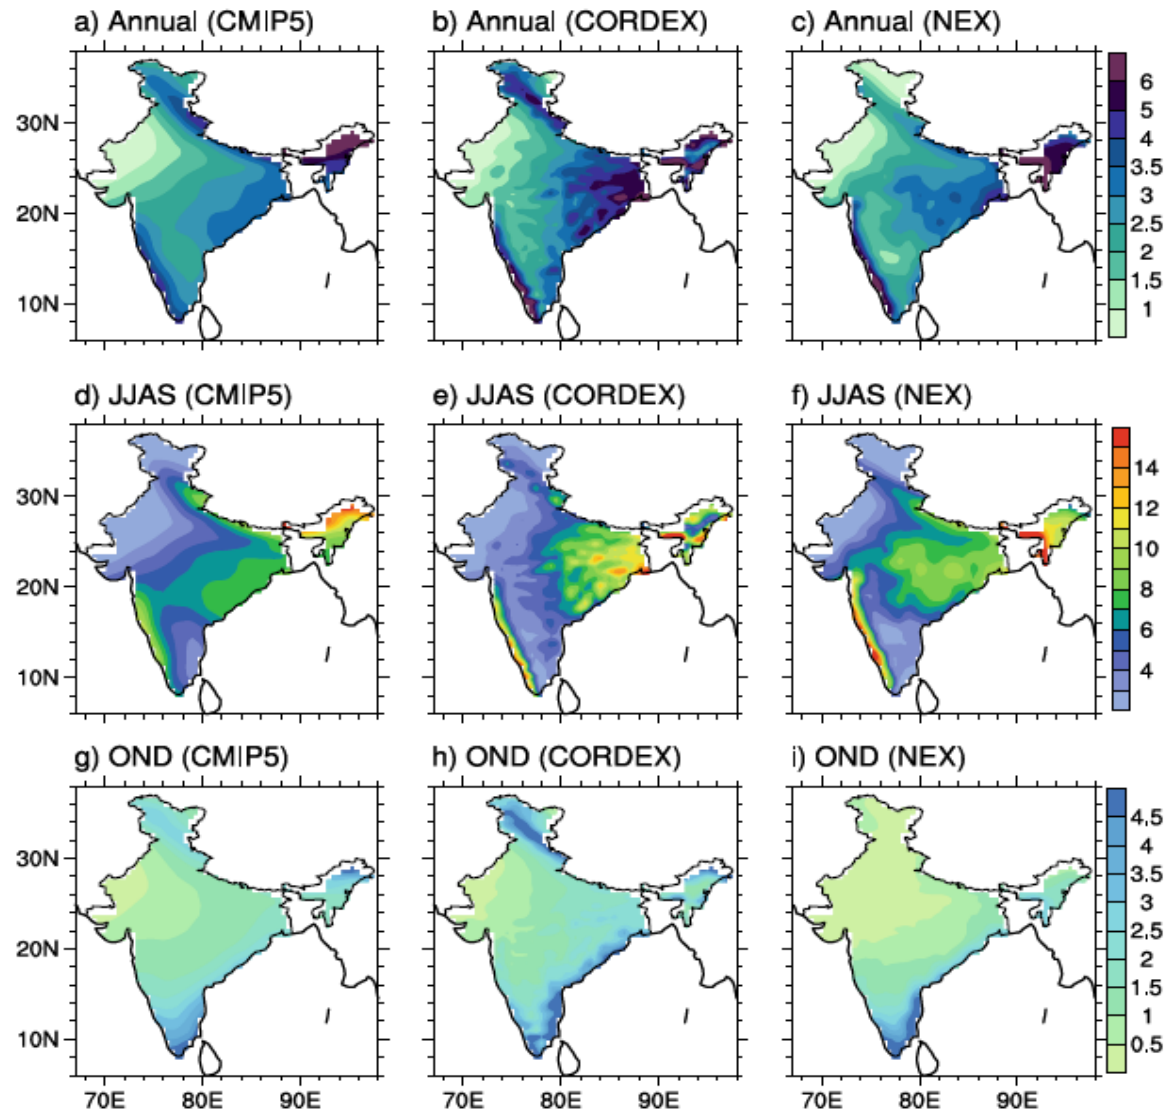 a) Annual (CMIP5) b) Annual (CORDEX) c) Annual (NEX)
6
5
30N 4
3.5
3
20N 2.5
2
1.5
10N 1
d) JJAS (CMIP5) e) JJAS (CORDEX) f) JJAS (NEX)
14
30N 12
10
20N 8
6
10N 4
g) OND (CMIP5) h) OND (CORDEX) i) OND (NEX)
4.5
4
30N 3.5
3
20N 2.5
2
1.5
10N 1
0.5
70E 80E 90E 70E 80E 90E 70E 80E 90E